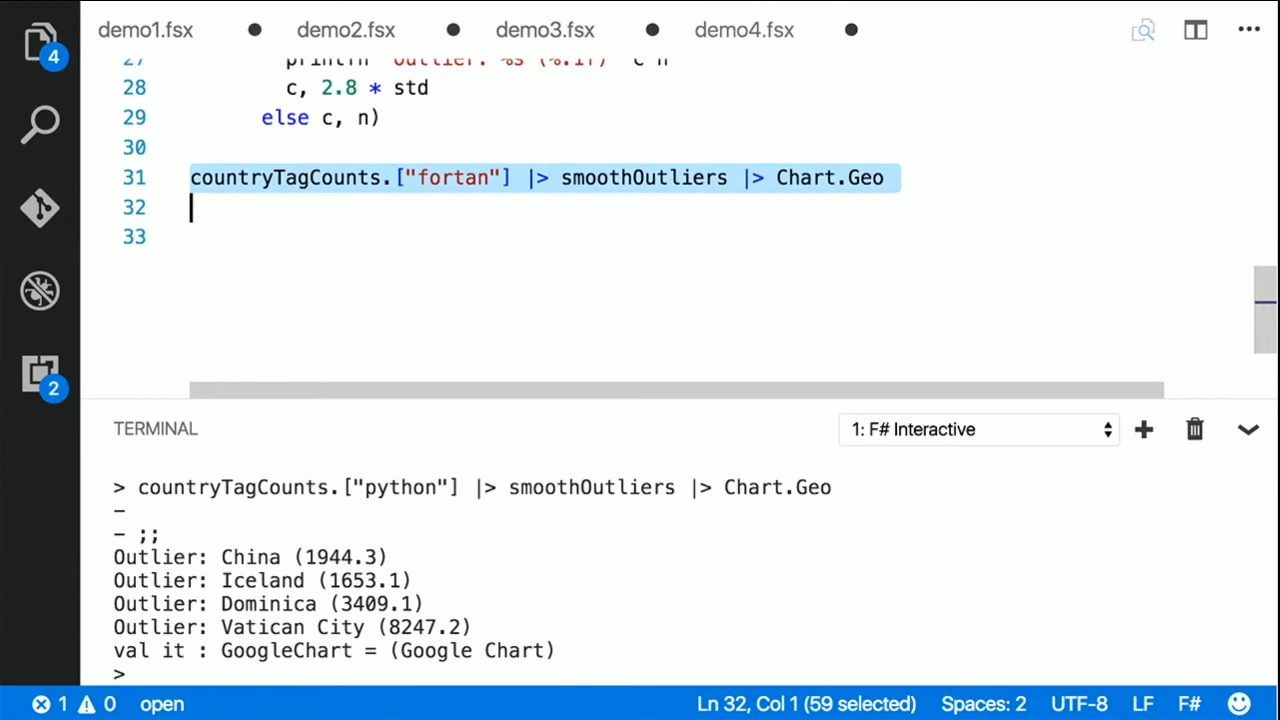 demo1.fsx
demo2.fsx
demo3.fsx
demo4.fsx
4
28 c, 2.8 * std
29 else c, n)
30
31 countryTagCounts.["fortan"] |> smoothOutliers |> Chart.Geo
32
33
2
TERMINAL
1: F# Interactive
> countryTagCounts.["python"] |> smoothOutliers |> Chart.Geo
-
- ;;
Outlier: China (1944.3)
Outlier: Iceland (1653.1)
Outlier: Dominica (3409.1)
Outlier: Vatican City (8247.2)
val it : GoogleChart = (Google Chart)
>
1 0 open Ln 32, Col 1 (59 selected) Spaces: 2 UTF-8 LF F#